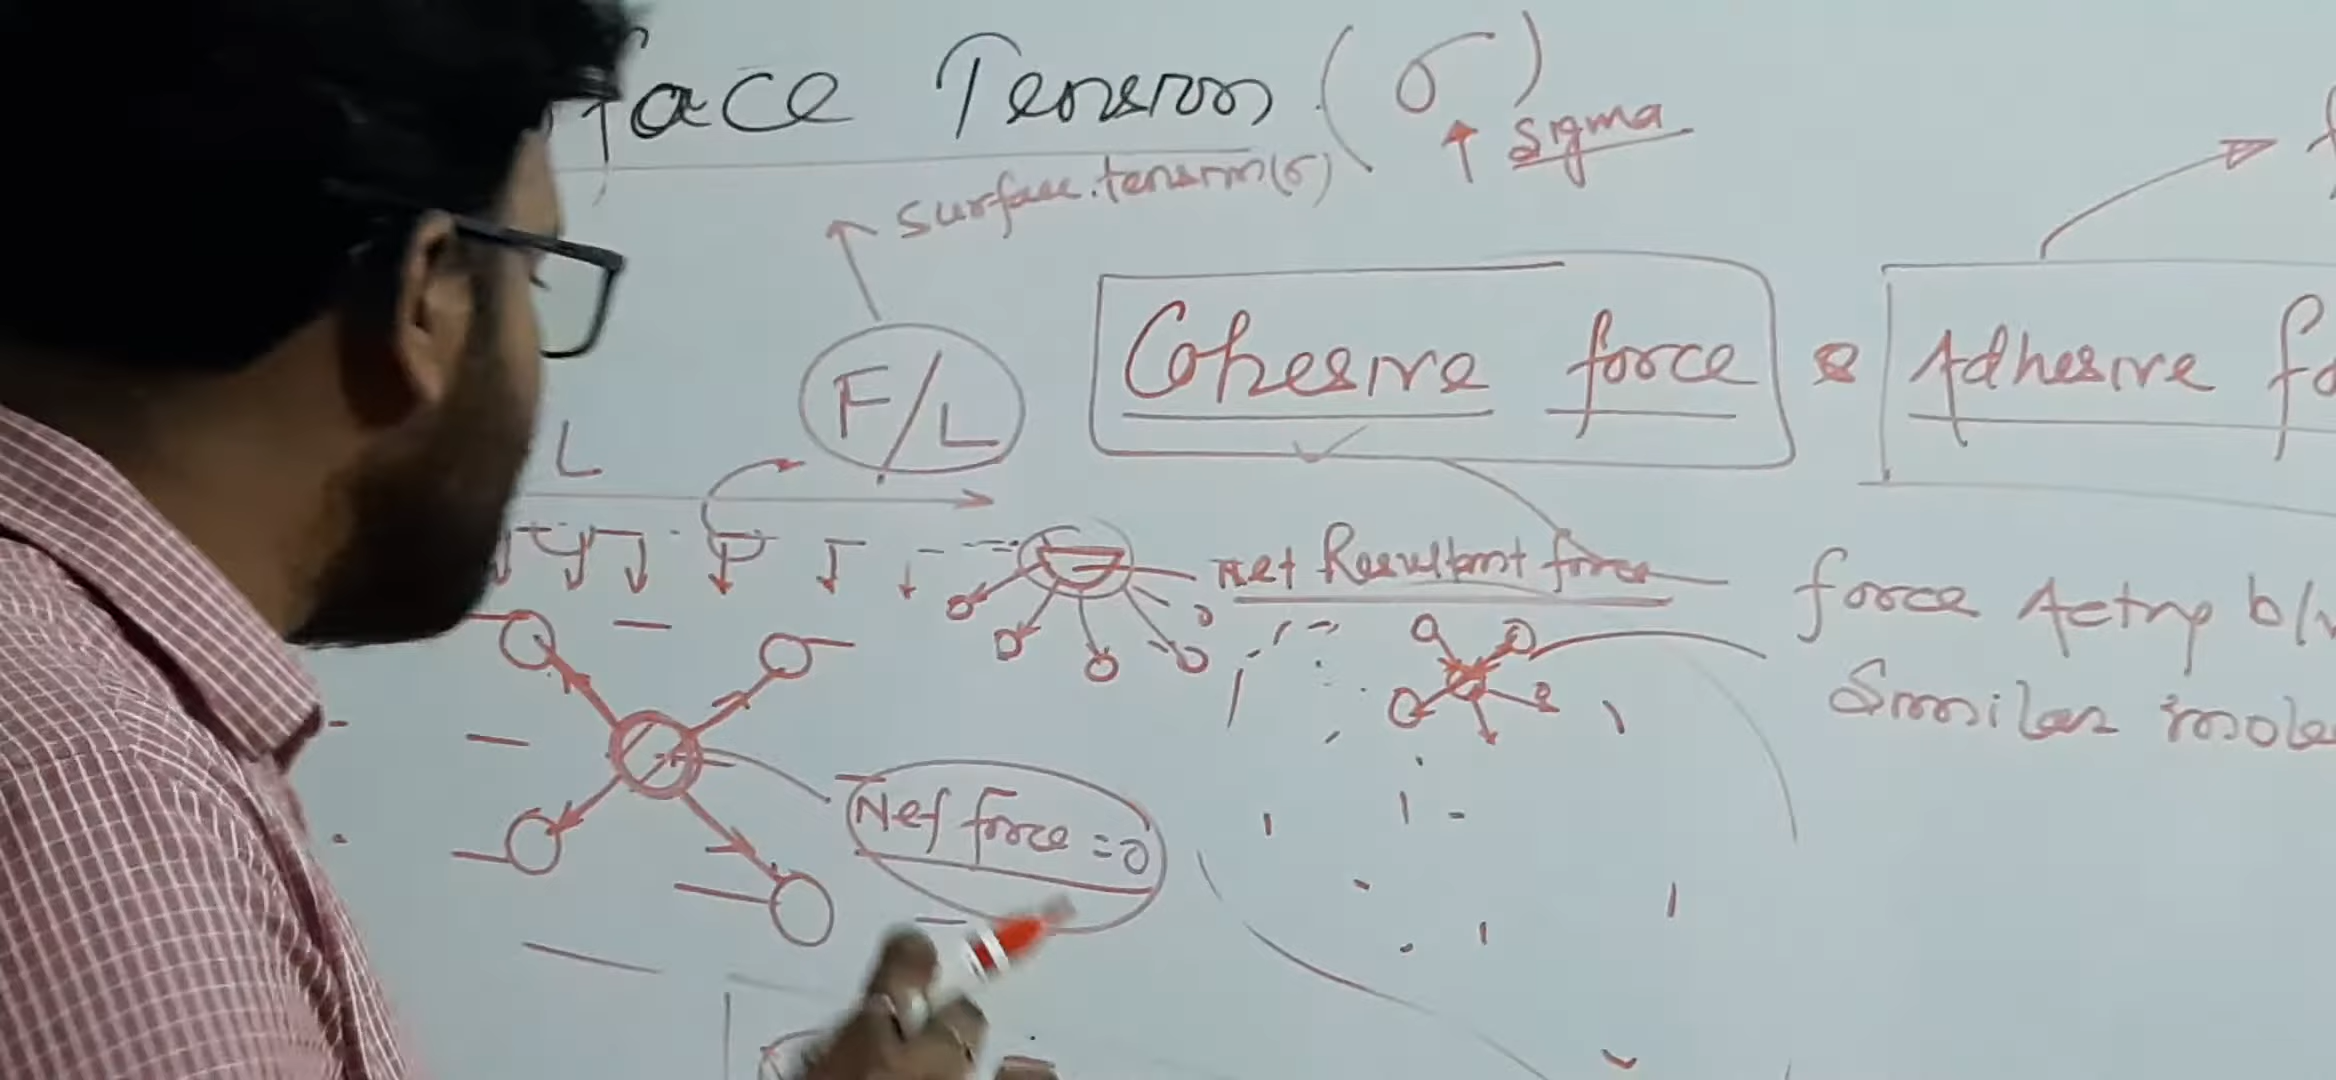 face Tension (σ)
↑ sigma
surface tension (σ)
F/L
Cohesive force & Adhesive fo
L
Net Resultant force
force Acting b/w
Similar mole
Net force = 0